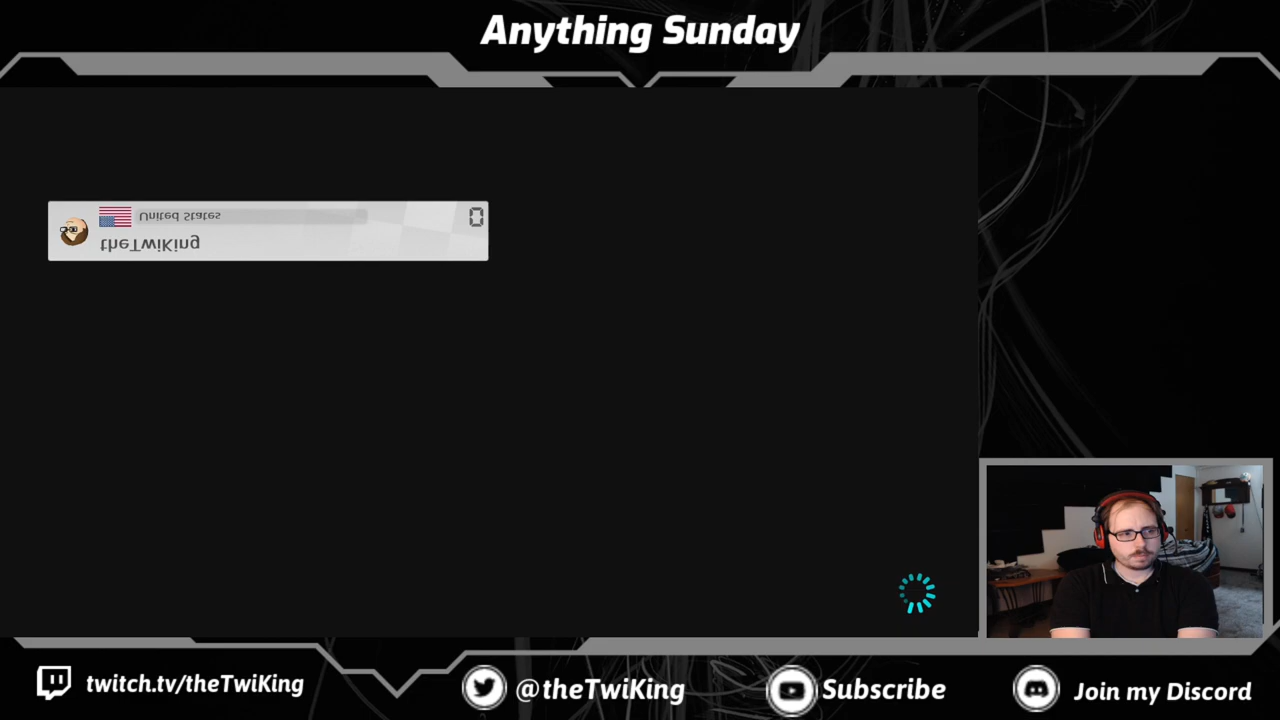 Anything Sunday
United States
0
theTwiKing
twitch.tv/theTwiKing
@theTwiKing
Subscribe
Join my Discord